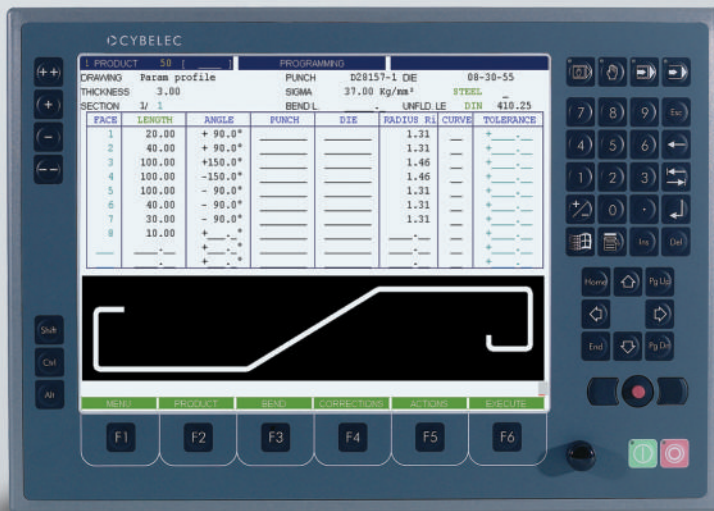 CYBELEC
1 PRODUCT 50 [ ____ ] PROGRAMMING
DRAWING Param profile PUNCH D28157-1 DIE 08-30-55
THICKNESS 3.00 SIGMA 37.00 Kg/mm² STEEL _
SECTION 1/ 1 BEND L. ____._ UNFLD.LE DIN 410.25
FACE LENGTH ANGLE PUNCH DIE RADIUS Ri CURVE TOLERANCE
1 20.00 + 90.0° 1.31 +
2 40.00 + 90.0° 1.31 +
3 100.00 +150.0° 1.46 +
4 100.00 -150.0° 1.46 +
5 100.00 - 90.0° 1.31 +
6 40.00 - 90.0° 1.31 +
7 30.00 - 90.0° 1.31 +
8 10.00 +___._° +
+___._° +
+___._° +
MENU PRODUCT BEND CORRECTIONS ACTIONS EXECUTE
F1 F2 F3 F4 F5 F6
++
+
-
--
Shift
Ctrl
Alt
7 8 9 Esc
4 5 6 ←
1 2 3
+/- 0 .
Ins Del
Home Pg Up
End Pg Dn